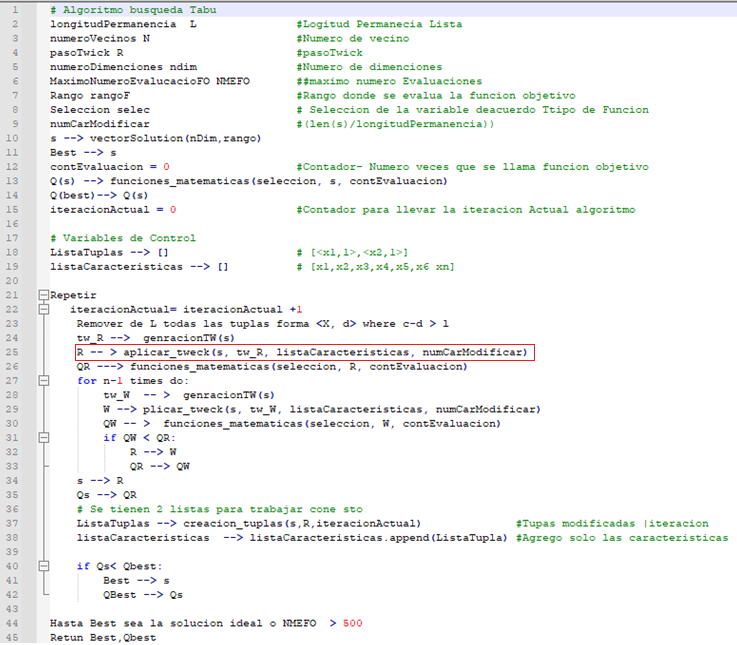 1 # Algoritmo busqueda Tabu
2 longitudPermanencia L #Logitud Permanecia Lista
3 numeroVecinos N #Numero de vecino
4 pasoTwick R #pasoTwick
5 numeroDimenciones ndim #Numero de dimenciones
6 MaximoNumeroEvalucacioFO NMEFO ##maximo numero Evaluaciones
7 Rango rangoF #Rango donde se evalua la funcion objetivo
8 Seleccion selec # Seleccion de la variable deacuerdo Ttipo de Funcion
9 numCarModificar #(len(s)/longitudPermanencia))
10 s --> vectorSolution(nDim,rango)
11 Best --> s
12 contEvaluacion = 0 #Contador- Numero veces que se llama funcion objetivo
13 Q(s) --> funciones_matematicas(seleccion, s, contEvaluacion)
14 Q(best)--> Q(s)
15 iteracionActual = 0 #Contador para llevar la iteracion Actual algoritmo
16
17 # Variables de Control
18 ListaTuplas --> [] # [<x1,1>,<x2,1>]
19 listaCaracteristicas --> [] # [x1,x2,x3,x4,x5,x6 xn]
20
21 Repetir
22 iteracionActual= iteracionActual +1
23 Remover de L todas las tuplas forma <X, d> where c-d > l
24 tw_R --> genracionTW(s)
25 R -- > aplicar_tweck(s, tw_R, listaCaracteristicas, numCarModificar)
26 QR ---> funciones_matematicas(seleccion, R, contEvaluacion)
27 for n-1 times do:
28 tw_W -- > genracionTW(s)
29 W --> plicar_tweck(s, tw_W, listaCaracteristicas, numCarModificar)
30 QW -- > funciones_matematicas(seleccion, W, contEvaluacion)
31 if QW < QR:
32 R --> W
33 QR --> QW
34 s --> R
35 Qs --> QR
36 # Se tienen 2 listas para trabajar cone sto
37 ListaTuplas --> creacion_tuplas(s,R,iteracionActual) #Tupas modificadas |iteracion
38 listaCaracteristicas --> listaCaracteristicas.append(ListaTupla) #Agrego solo las caracteristicas
39
40 if Qs< Qbest:
41 Best --> s
42 QBest --> Qs
43
44 Hasta Best sea la solucion ideal o NMEFO > 500
45 Retun Best,Qbest